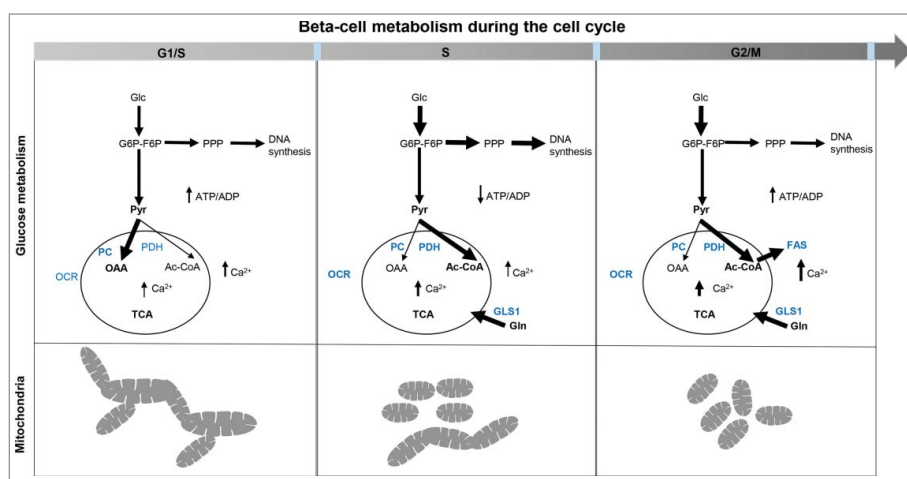 Beta-cell metabolism during the cell cycle
G1/S
S
G2/M
Glucose metabolism
Glc
G6P-F6P
PPP
DNA
synthesis
ATP/ADP
Pyr
PC
PDH
OCR
OAA
Ac-CoA
Ca²⁺
Ca²⁺
TCA
Glc
G6P-F6P
PPP
DNA
synthesis
ATP/ADP
Pyr
PC
PDH
OCR
OAA
Ac-CoA
Ca²⁺
Ca²⁺
TCA
GLS1
Gln
Glc
G6P-F6P
PPP
DNA
synthesis
ATP/ADP
Pyr
PC
PDH
FAS
OCR
OAA
Ac-CoA
Ca²⁺
Ca²⁺
TCA
GLS1
Gln
Mitochondria